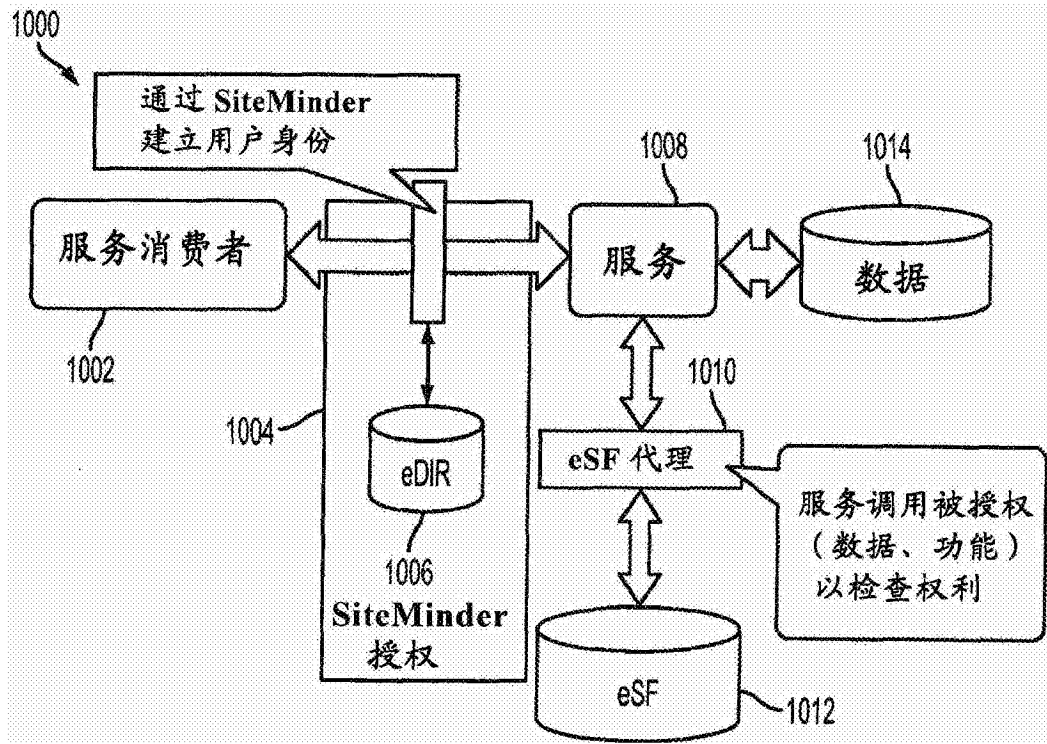 1000
通过 SiteMinder
建立用户身份
1008
1014
服务消费者
服务
数据
1002
1010
1004
eDIR
eSF 代理
1006
服务调用被授权
（数据、功能）
以检查权利
SiteMinder
授权
eSF
1012